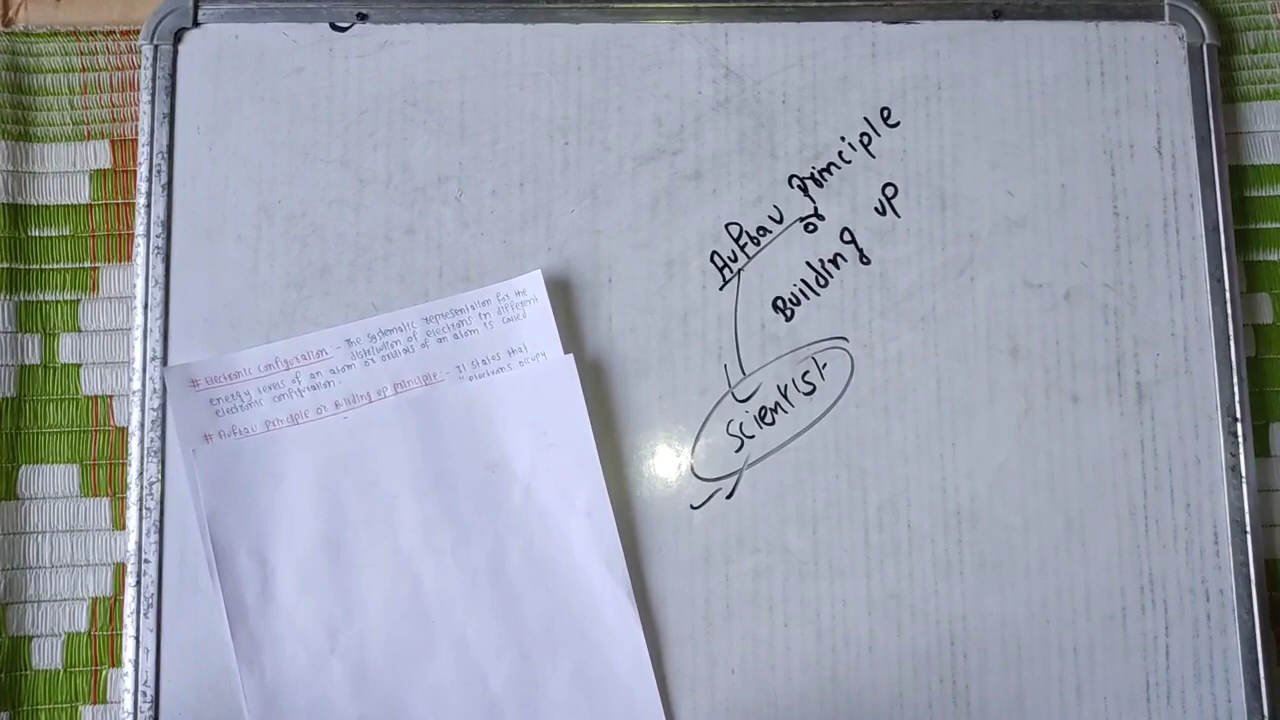 # Electronic Configuration :- The systematic representation for the
distribution of electrons in different
energy levels of an atom or orbitals of an atom is called
electronic configuration.
# Aufbau principle or Building up principle:- It states that
"electrons occupy
Aufbau Principle
or
Building up
Scientist